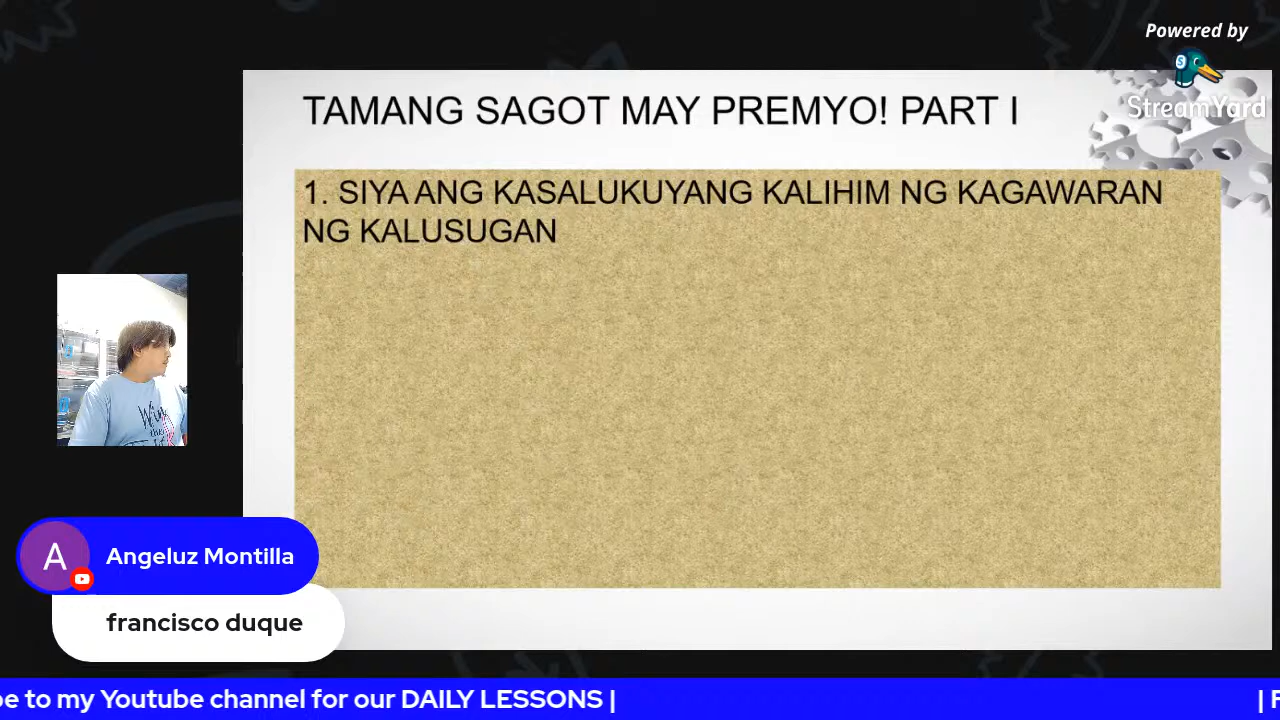 Powered by
StreamYard
TAMANG SAGOT MAY PREMYO! PART I
1. SIYA ANG KASALUKUYANG KALIHIM NG KAGAWARAN
NG KALUSUGAN
A
Angeluz Montilla
francisco duque
to my Youtube channel for our DAILY LESSONS |
|